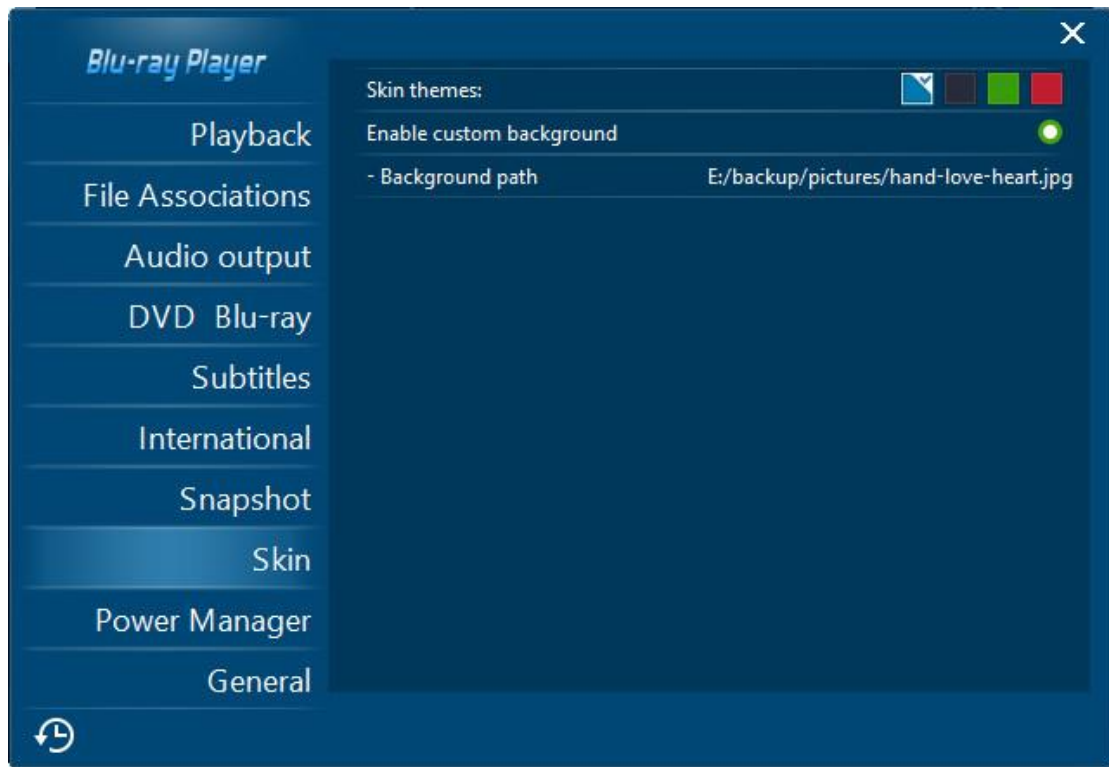 Blu-ray Player
Playback
File Associations
Audio output
DVD Blu-ray
Subtitles
International
Snapshot
Skin
Power Manager
General
Skin themes:
Enable custom background
- Background path E:/backup/pictures/hand-love-heart.jpg